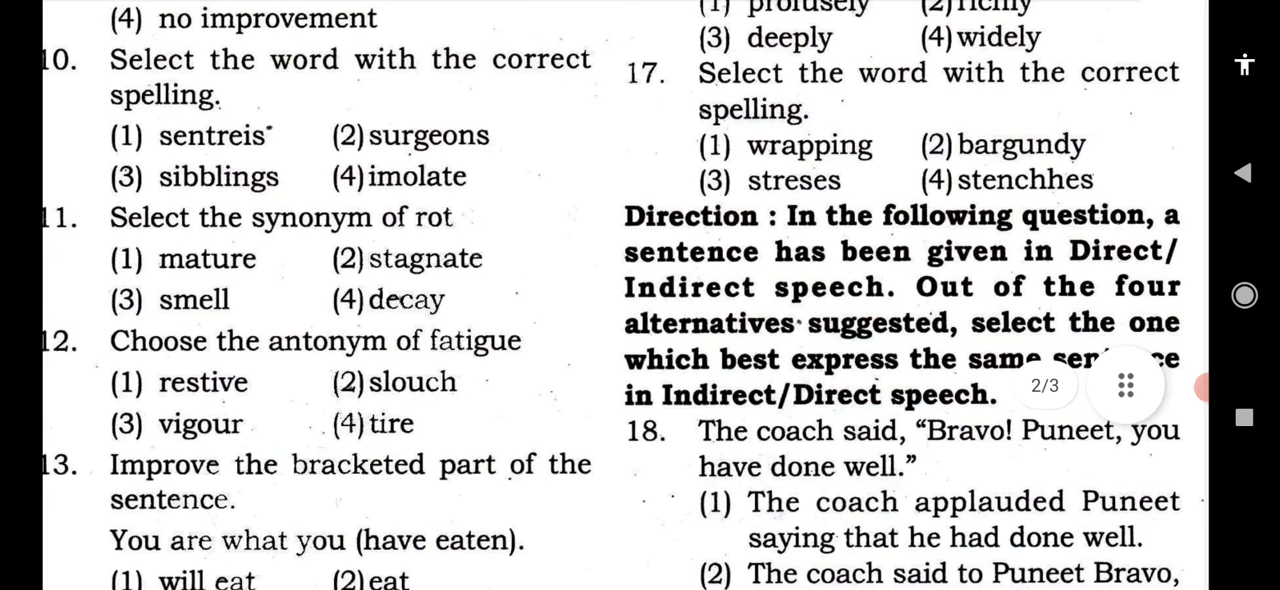 (4) no improvement
10. Select the word with the correct
spelling.
(1) sentreis (2) surgeons
(3) sibblings (4) imolate
11. Select the synonym of rot
(1) mature (2) stagnate
(3) smell (4) decay
12. Choose the antonym of fatigue
(1) restive (2) slouch
(3) vigour (4) tire
13. Improve the bracketed part of the
sentence.
You are what you (have eaten).
(1) will eat (2) eat
(1) profusely (2) richly
(3) deeply (4) widely
17. Select the word with the correct
spelling.
(1) wrapping (2) bargundy
(3) streses (4) stenchhes
Direction : In the following question, a
sentence has been given in Direct/
Indirect speech. Out of the four
alternatives suggested, select the one
which best express the same
in Indirect/Direct speech.
2/3
18. The coach said, “Bravo! Puneet, you
have done well.”
(1) The coach applauded Puneet
saying that he had done well.
(2) The coach said to Puneet Bravo,